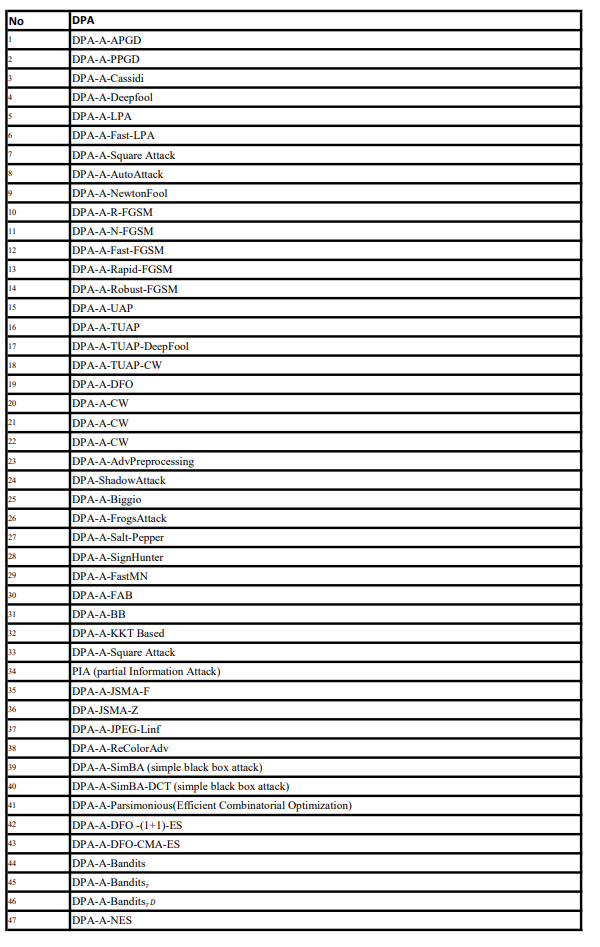 No DPA
1 DPA-A-APGD
2 DPA-A-PPGD
3 DPA-A-Cassidi
4 DPA-A-Deepfool
5 DPA-A-LPA
6 DPA-A-Fast-LPA
7 DPA-A-Square Attack
8 DPA-A-AutoAttack
9 DPA-A-NewtonFool
10 DPA-A-R-FGSM
11 DPA-A-N-FGSM
12 DPA-A-Fast-FGSM
13 DPA-A-Rapid-FGSM
14 DPA-A-Robust-FGSM
15 DPA-A-UAP
16 DPA-A-TUAP
17 DPA-A-TUAP-DeepFool
18 DPA-A-TUAP-CW
19 DPA-A-DFO
20 DPA-A-CW
21 DPA-A-CW
22 DPA-A-CW
23 DPA-A-AdvPreprocessing
24 DPA-ShadowAttack
25 DPA-A-Biggio
26 DPA-A-FrogsAttack
27 DPA-A-Salt-Pepper
28 DPA-A-SignHunter
29 DPA-A-FastMN
30 DPA-A-FAB
31 DPA-A-BB
32 DPA-A-KKT Based
33 DPA-A-Square Attack
34 PIA (partial Information Attack)
35 DPA-A-JSMA-F
36 DPA-JSMA-Z
37 DPA-A-JPEG-Linf
38 DPA-A-ReColorAdv
39 DPA-A-SimBA (simple black box attack)
40 DPA-A-SimBA-DCT (simple black box attack)
41 DPA-A-Parsimonious(Efficient Combinatorial Optimization)
42 DPA-A-DFO -(1+1)-ES
43 DPA-A-DFO-CMA-ES
44 DPA-A-Bandits
45 DPA-A-Bandits𝑇
46 DPA-A-Bandits𝑇𝐷
47 DPA-A-NES